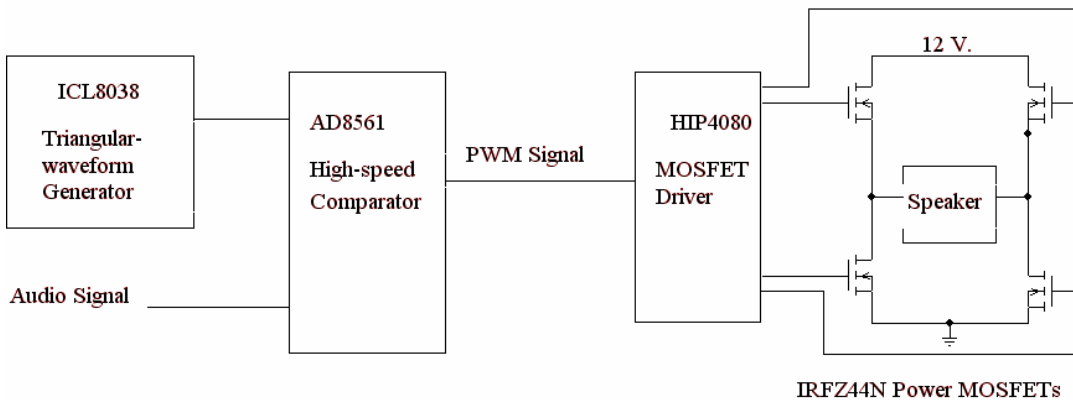 ICL8038
Triangular-
waveform
Generator
Audio Signal
AD8561
High-speed
Comparator
PWM Signal
HIP4080
MOSFET
Driver
12 V.
Speaker
IRFZ44N Power MOSFETs